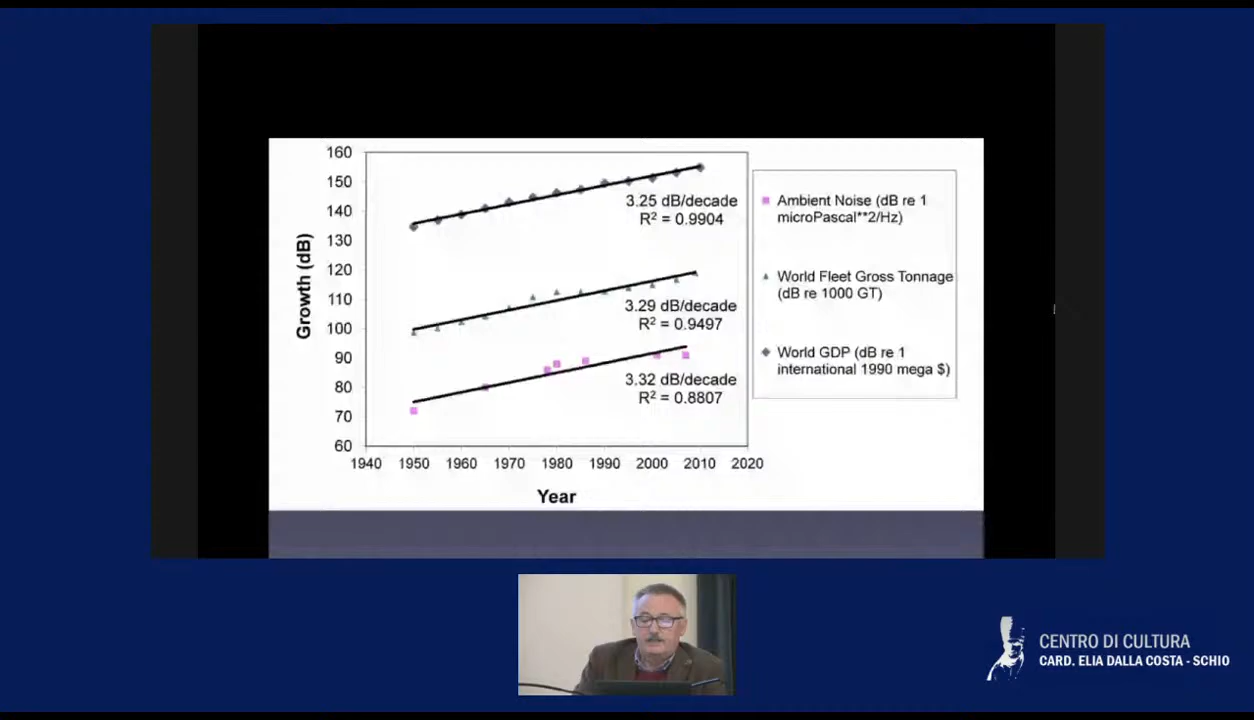 160
150
140
130
120
110
100
90
80
70
60
Growth (dB)
3.25 dB/decade
R² = 0.9904
3.29 dB/decade
R² = 0.9497
3.32 dB/decade
R² = 0.8807
1940 1950 1960 1970 1980 1990 2000 2010 2020
Year
Ambient Noise (dB re 1
microPascal**2/Hz)
World Fleet Gross Tonnage
(dB re 1000 GT)
World GDP (dB re 1
international 1990 mega $)
CENTRO DI CULTURA
CARD. ELIA DALLA COSTA - SCHIO